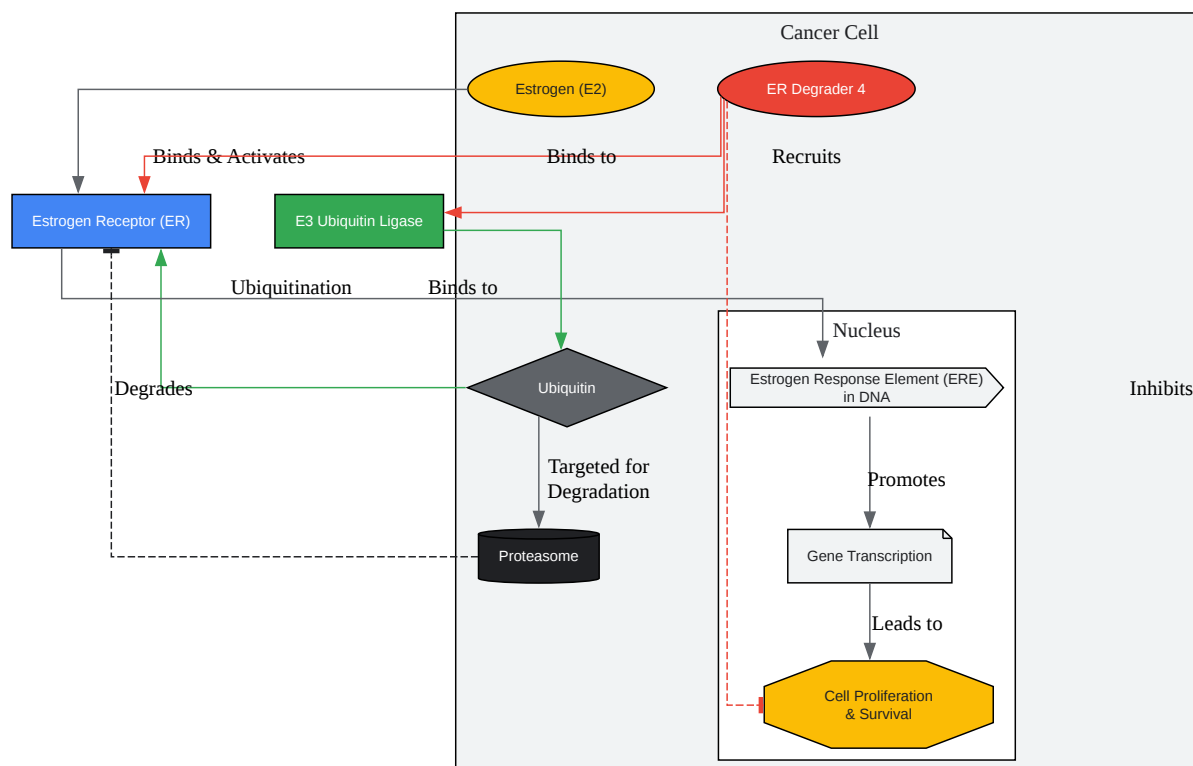 Cancer Cell
Estrogen (E2)
ER Degrader 4
Binds & Activates
Binds to
Recruits
Estrogen Receptor (ER)
E3 Ubiquitin Ligase
Ubiquitination
Binds to
Nucleus
Estrogen Response Element (ERE)
in DNA
Degrades
Ubiquitin
Inhibits
Targeted for
Degradation
Promotes
Proteasome
Gene Transcription
Leads to
Cell Proliferation
& Survival